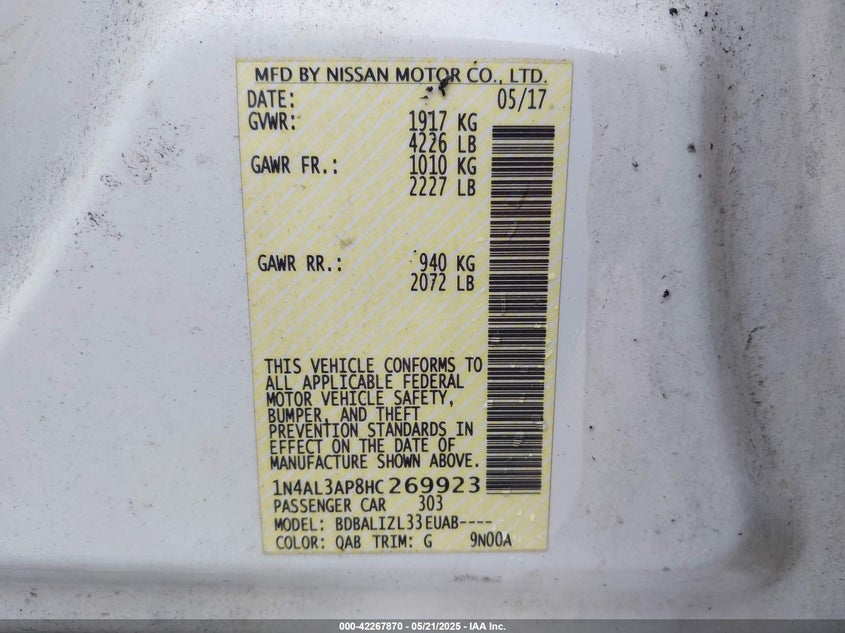 MFD BY NISSAN MOTOR CO., LTD.
DATE: 05/17
GVWR: 1917 KG
4226 LB
GAWR FR.: 1010 KG
2227 LB
GAWR RR.: 940 KG
2072 LB
THIS VEHICLE CONFORMS TO
ALL APPLICABLE FEDERAL
MOTOR VEHICLE SAFETY,
BUMPER, AND THEFT
PREVENTION STANDARDS IN
EFFECT ON THE DATE OF
MANUFACTURE SHOWN ABOVE.
1N4AL3AP8HC269923
PASSENGER CAR 303
MODEL: BDBALIZL33EUAB----
COLOR: QAB TRIM: G 9N00A
000-42267870 — 05/21/2025 — IAA Inc.